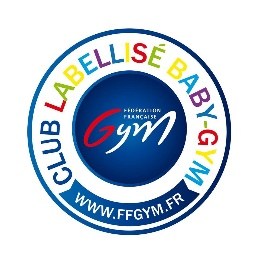 CLUB LABELLISÉ BABY-GYM
FÉDÉRATION
FRANÇAISE
Gym
WWW.FFGYM.FR